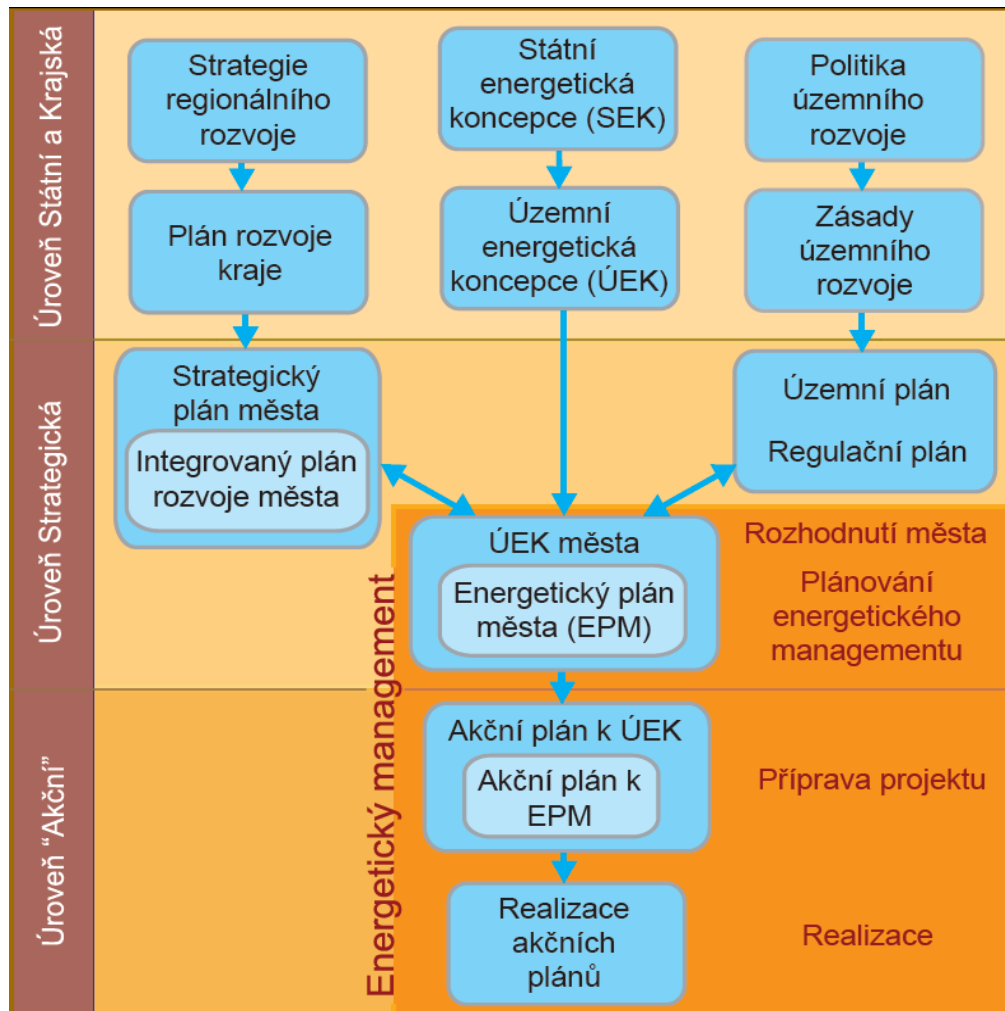 Úroveň Státní a Krajská
Strategie
regionálního
rozvoje
Státní
energetická
koncepce (SEK)
Politika
územního
rozvoje
Plán rozvoje
kraje
Územní
energetická
koncepce (ÚEK)
Zásady
územního
rozvoje
Úroveň Strategická
Strategický
plán města
Integrovaný plán
rozvoje města
Územní plán
Regulační plán
Energetický management
ÚEK města
Energetický plán
města (EPM)
Rozhodnutí města
Plánování
energetického
managementu
Úroveň “Akční”
Akční plán k ÚEK
Akční plán k
EPM
Příprava projektu
Realizace
akčních
plánů
Realizace